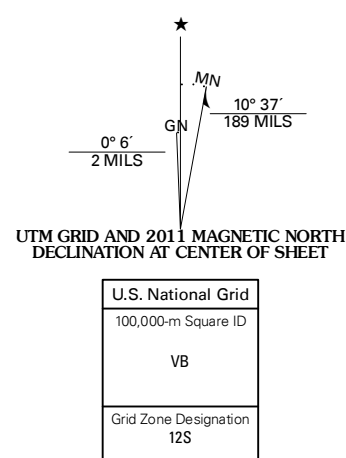 ★
MN
10° 37´
189 MILS
GN
0° 6´
2 MILS
UTM GRID AND 2011 MAGNETIC NORTH
DECLINATION AT CENTER OF SHEET
U.S. National Grid
100,000-m Square ID
VB
Grid Zone Designation
12S